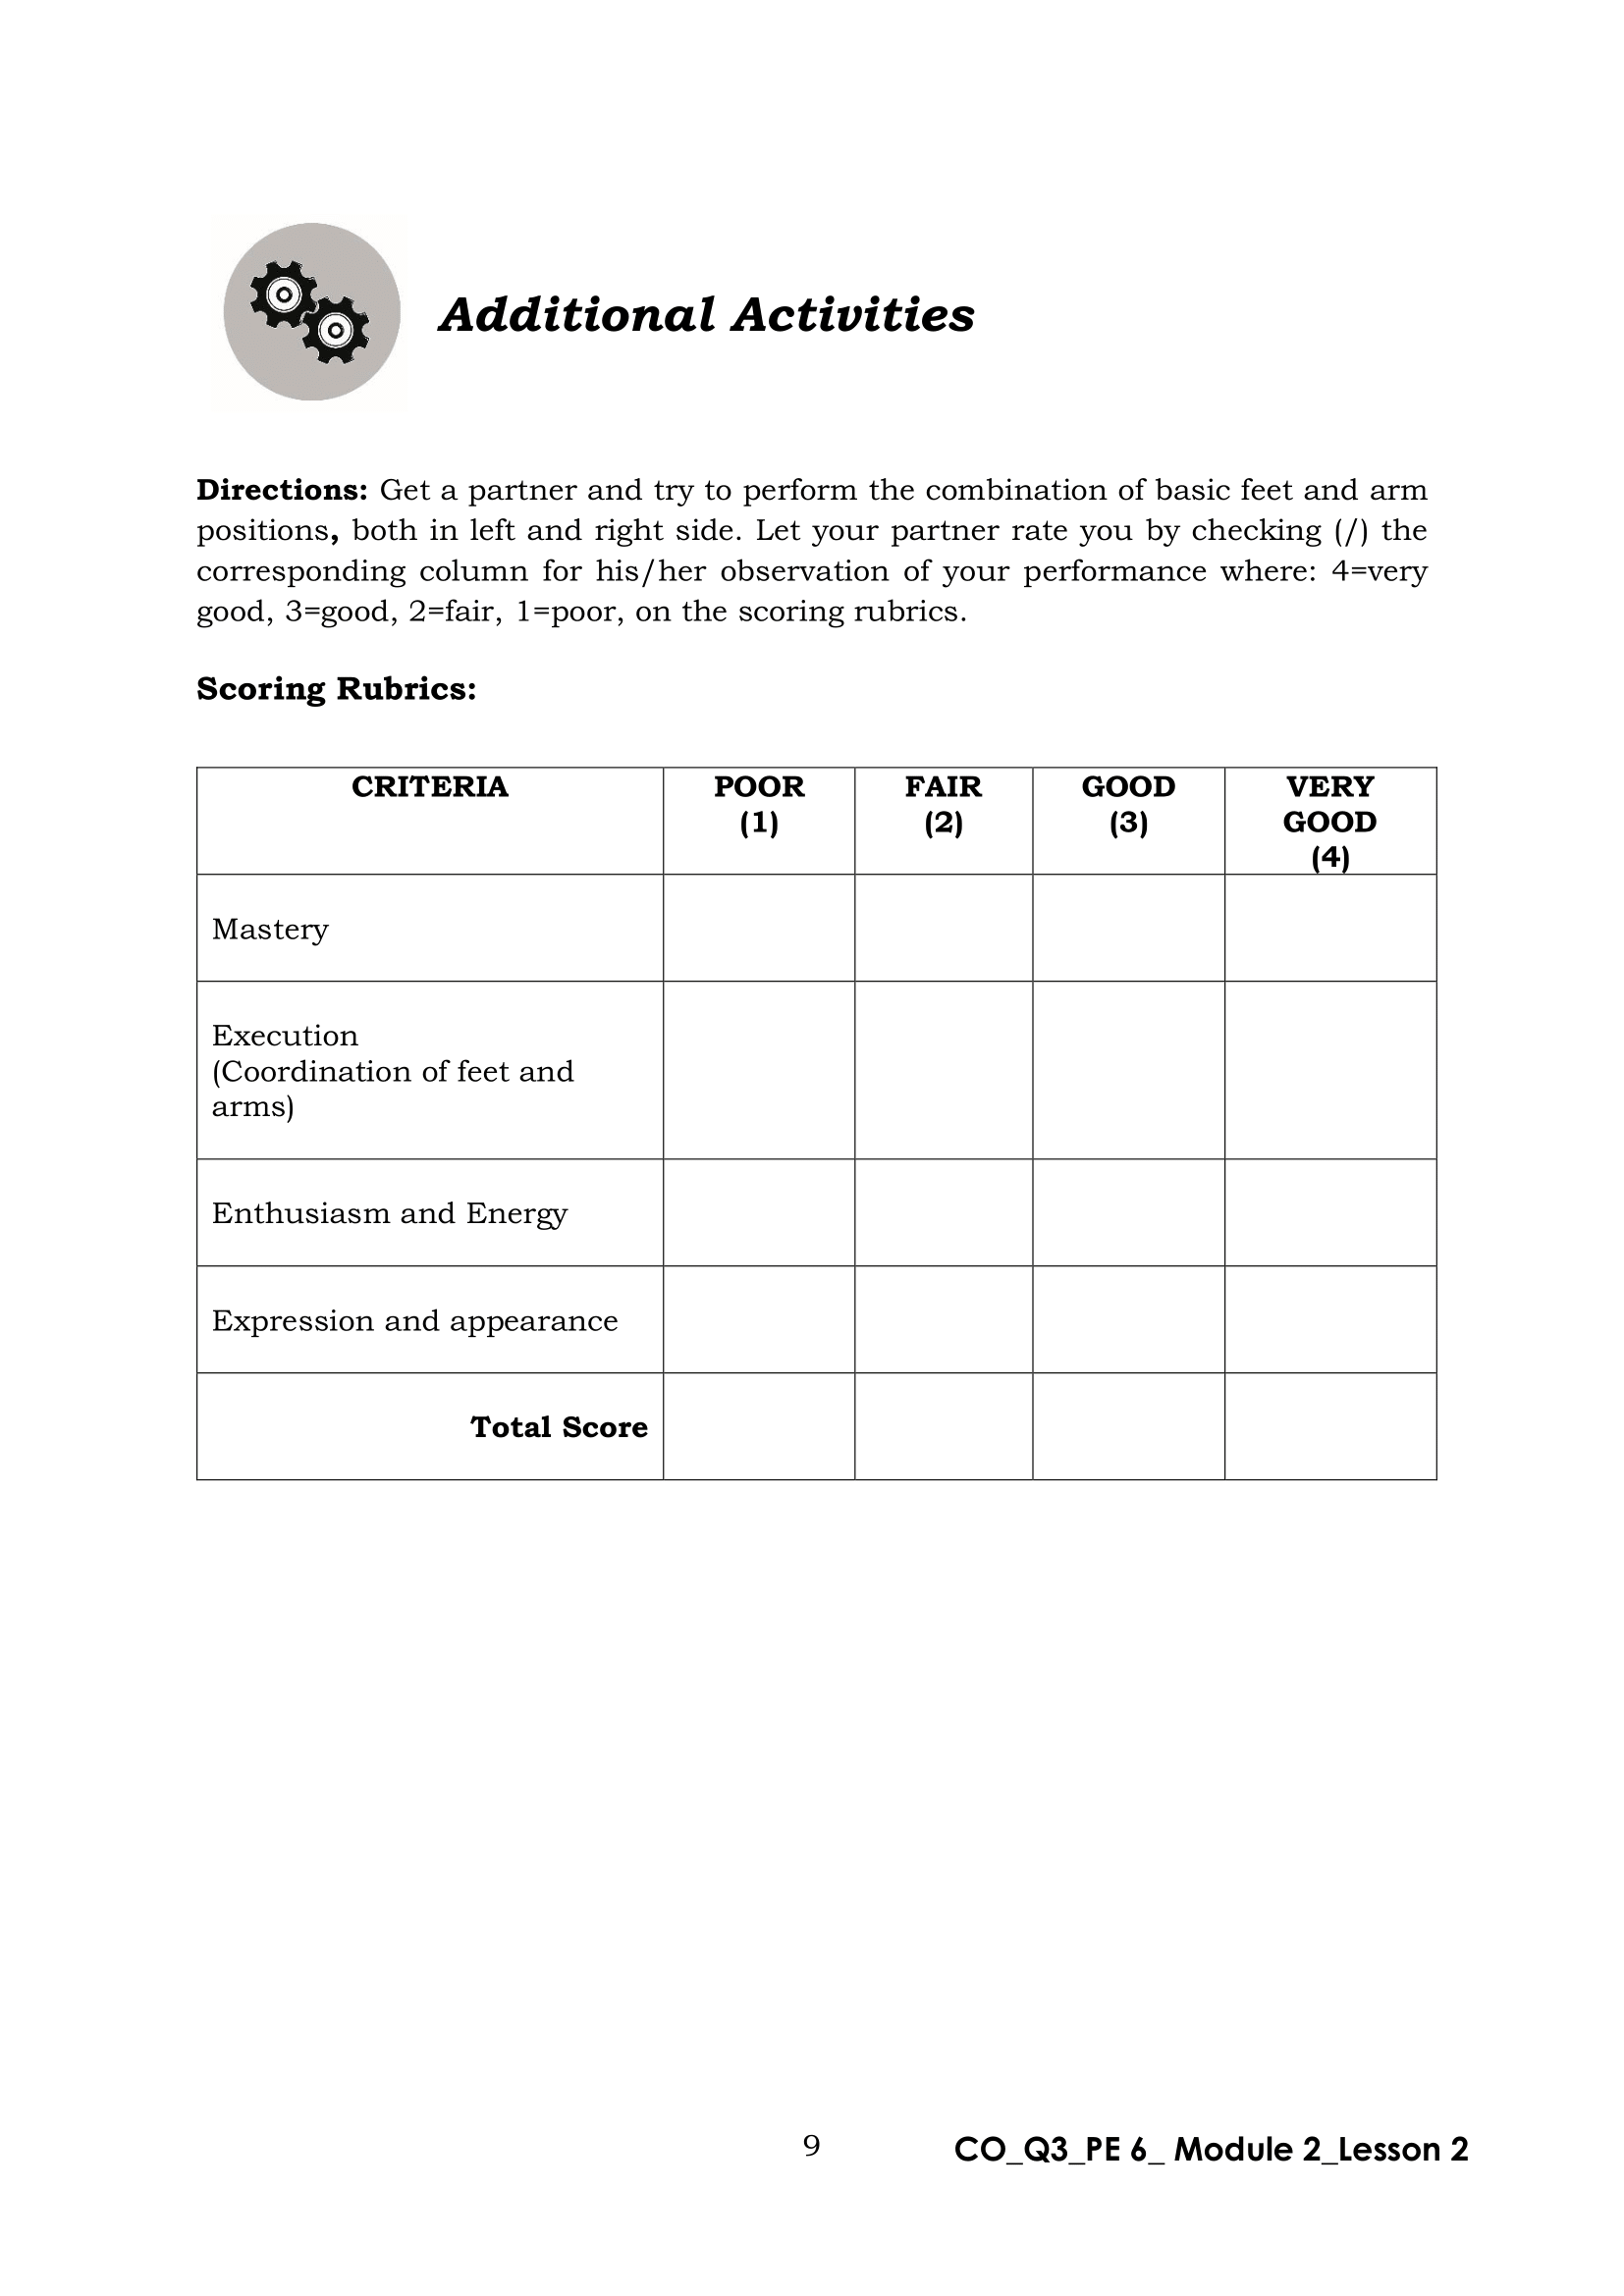 Additional Activities
Directions: Get a partner and try to perform the combination of basic feet and arm
positions, both in left and right side. Let your partner rate you by checking (/) the
corresponding column for his/her observation of your performance where: 4=very
good, 3=good, 2=fair, 1=poor, on the scoring rubrics.
Scoring Rubrics:
CRITERIA
POOR
(1)
FAIR
(2)
GOOD
(3)
VERY
GOOD
(4)
Mastery
Execution
(Coordination of feet and
arms)
Enthusiasm and Energy
Expression and appearance
Total Score
9
CO_Q3_PE 6_ Module 2_Lesson 2